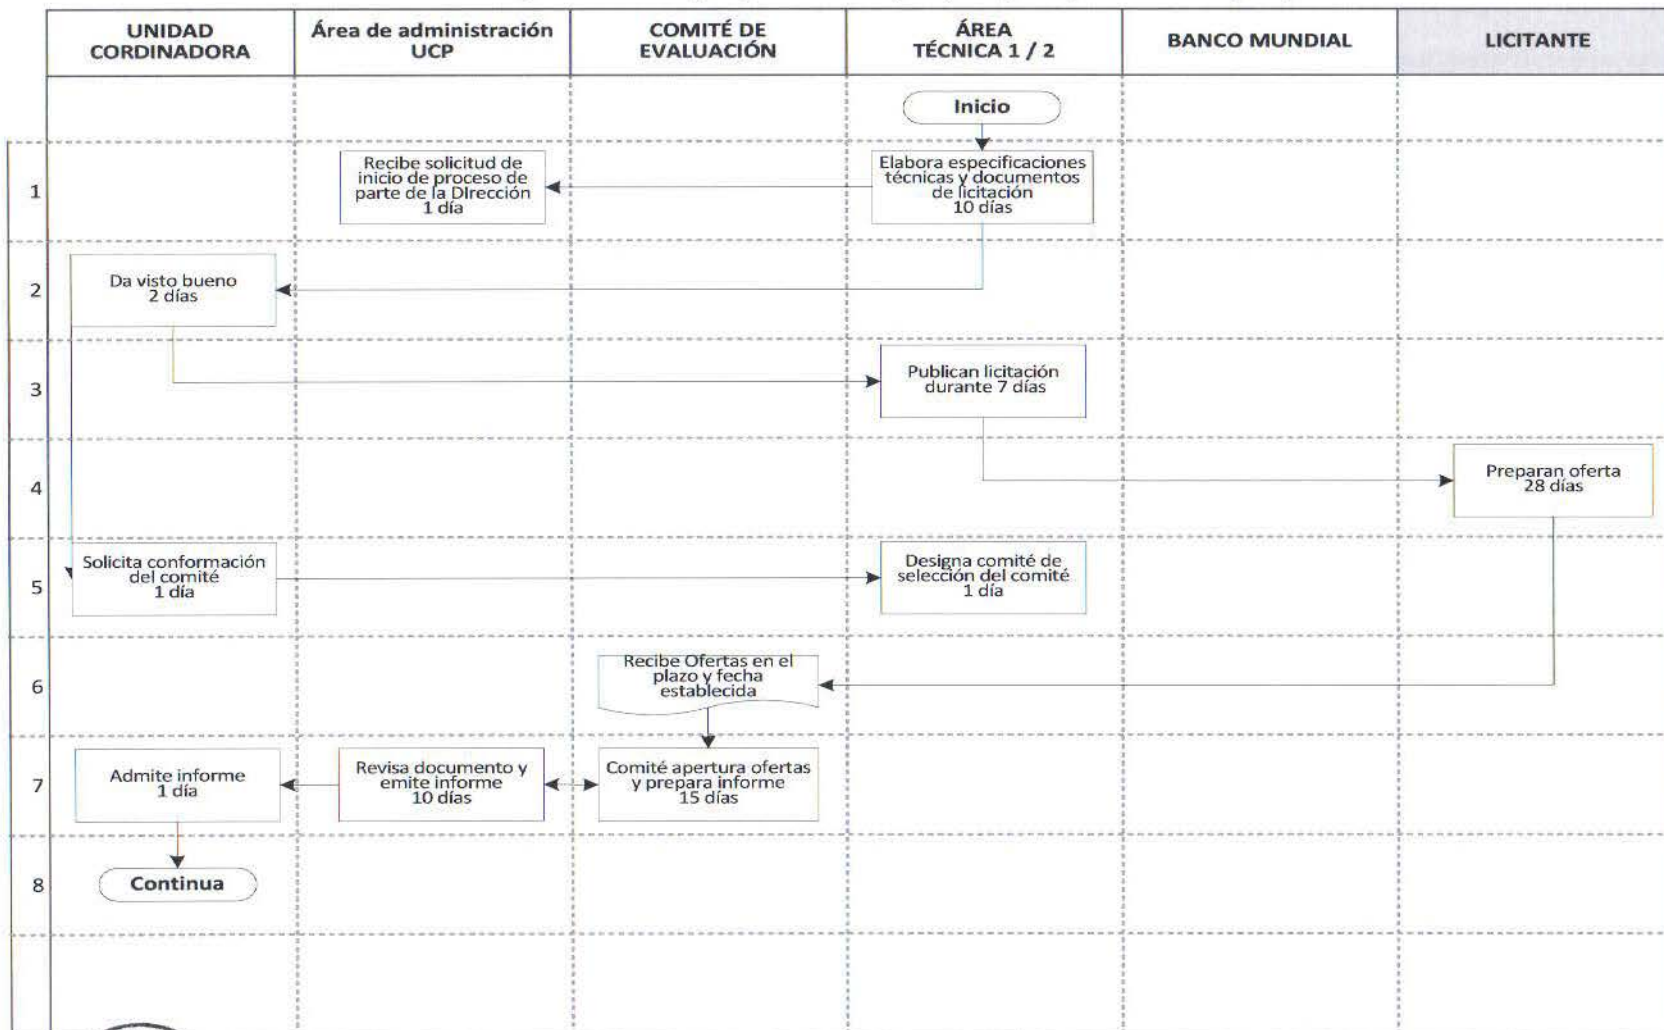 UNIDAD
CORDINADORA
Área de administración
UCP
COMITÉ DE
EVALUACIÓN
ÁREA
TÉCNICA 1 / 2
BANCO MUNDIAL
LICITANTE
Inicio
1
Recibe solicitud de
inicio de proceso de
parte de la DIrección
1 día
Elabora especificaciones
técnicas y documentos
de licitación
10 días
2
Da visto bueno
2 días
3
Publican licitación
durante 7 días
4
Preparan oferta
28 días
5
Solicita conformación
del comité
1 día
Designa comité de
selección del comité
1 día
6
Recibe Ofertas en el
plazo y fecha
establecida
7
Admite informe
1 día
Revisa documento y
emite informe
10 días
Comité apertura ofertas
y prepara informe
15 días
8
Continua